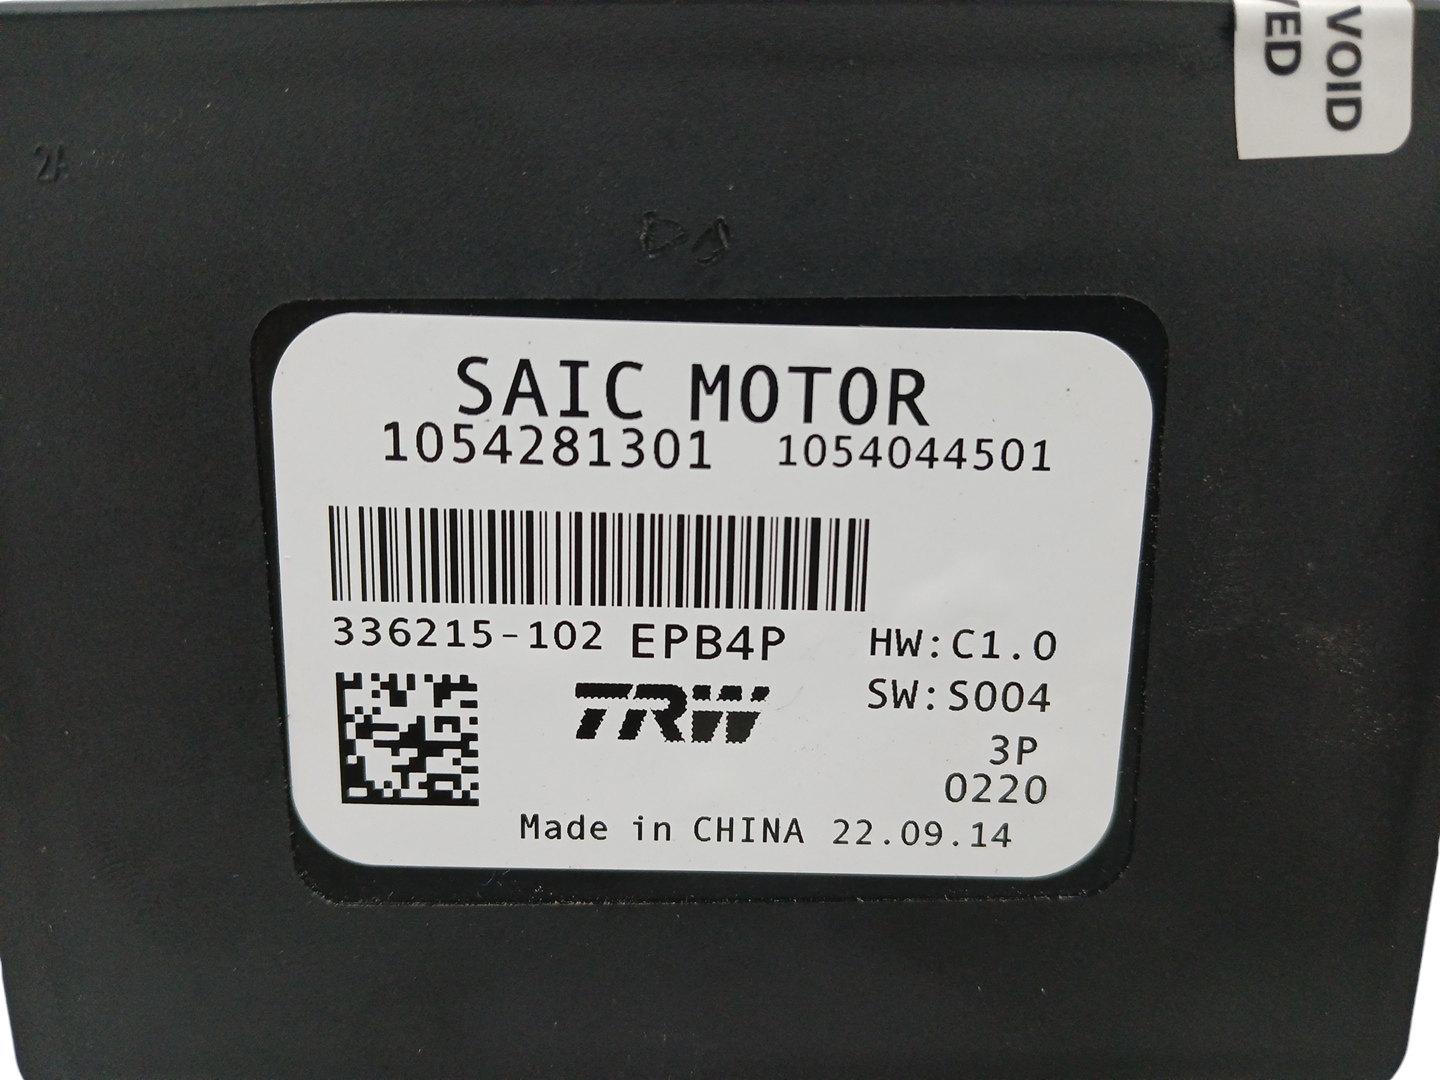 VOID
VED
2A
SAIC MOTOR
1054281301 1054044501
336215-102 EPB4P HW:C1.0
TRW SW:S004
3P
0220
Made in CHINA 22.09.14